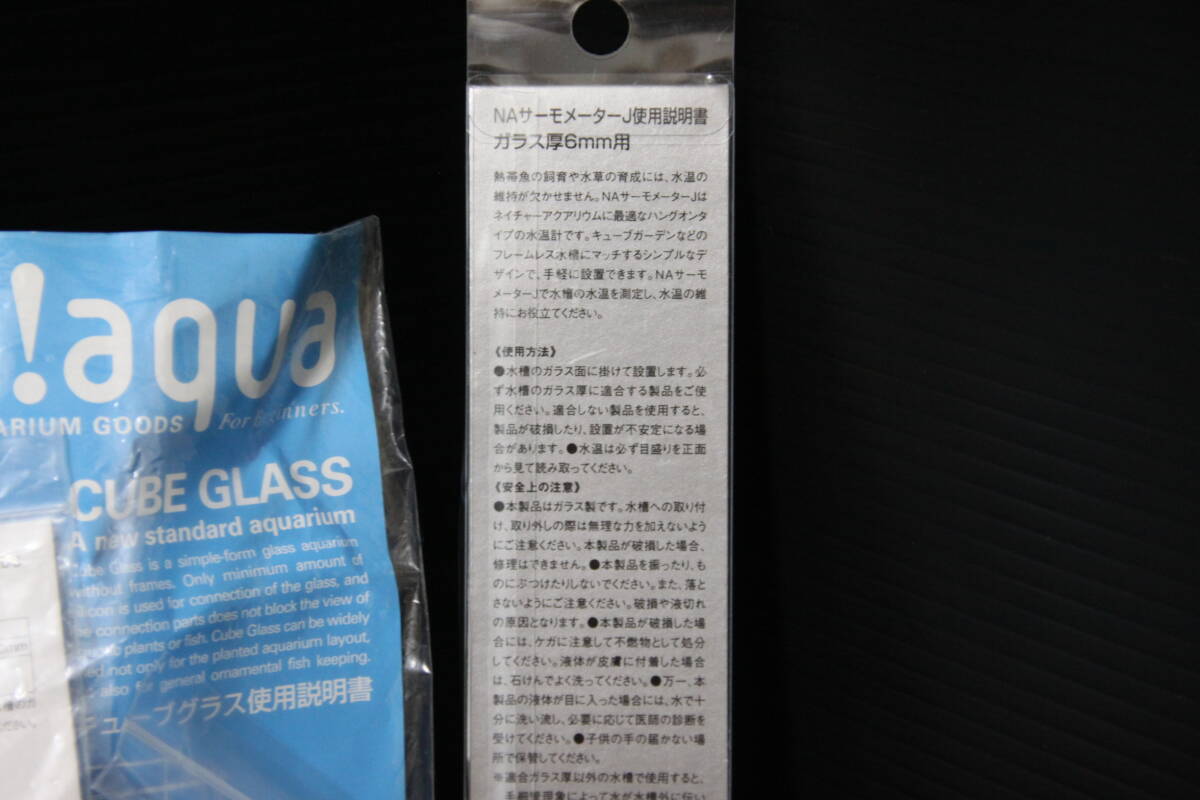 !aqua
ARIUM GOODS For Beginners.
CUBE GLASS
A new standard aquarium
Cube Glass is a simple-form glass aquarium
without frames. Only minimum amount of
silicon is used for connection of the glass, and
the connection parts does not block the view of
plants or fish. Cube Glass can be widely
used not only for the planted aquarium layout,
also for general ornamental fish keeping.
キューブグラス使用説明書
NAサーモメーターJ使用説明書
ガラス厚6mm用
熱帯魚の飼育や水草の育成には、水温の
維持が欠かせません。NAサーモメーターJは
ネイチャーアクアリウムに最適なハングオンタ
イプの水温計です。キューブガーデンなどの
フレームレス水槽にマッチするシンプルなデ
ザインで、手軽に設置できます。NAサーモ
メーターJで水槽の水温を測定し、水温の維
持にお役立てください。
《使用方法》
●水槽のガラス面に掛けて設置します。必
ず水槽のガラス厚に適合する製品をご使
用ください。適合しない製品を使用すると、
製品が破損したり、設置が不安定になる場
合があります。●水温は必ず目盛りを正面
から見て読み取ってください。
《安全上の注意》
●本製品はガラス製です。水槽への取り付
け、取り外しの際は無理な力を加えないよう
にご注意ください。本製品が破損した場合、
修理はできません。●本製品を振ったり、も
のにぶつけたりしないでください。また、落と
さないようにご注意ください。破損や液切れ
の原因となります。●本製品が破損した場
合には、ケガに注意して不燃物として処分
してください。液体が皮膚に付着した場合
は、石けんでよく洗ってください。●万一、本
製品の液体が目に入った場合には、水で十
分に洗い流し、必要に応じて医師の診断を
受けてください。●子供の手の届かない場
所で保管してください。
※適合ガラス厚以外の水槽で使用すると、
毛細管現象によって水が水槽外に伝い